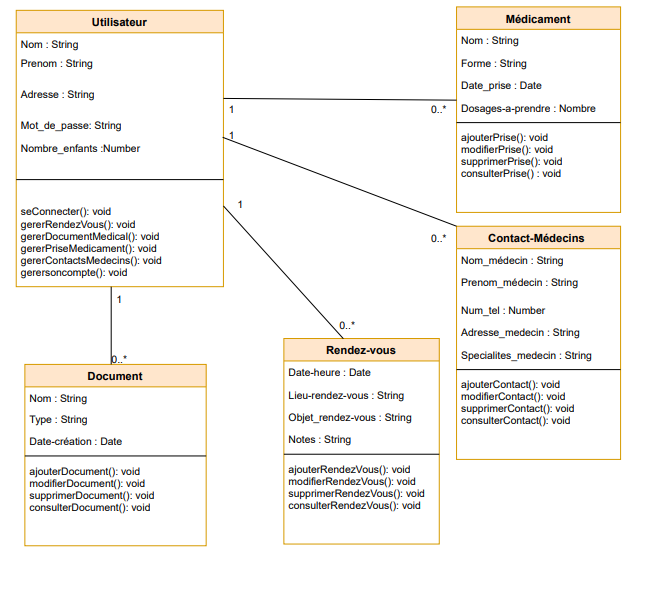 Utilisateur
Nom : String
Prenom : String
Adresse : String
Mot_de_passe: String
Nombre_enfants :Number
seConnecter(): void
gererRendezVous(): void
gererDocumentMedical(): void
gererPriseMedicament(): void
gererContactsMedecins(): void
gerersoncompte(): void
Médicament
Nom : String
Forme : String
Date_prise : Date
Dosages-a-prendre : Nombre
ajouterPrise(): void
modifierPrise(): void
supprimerPrise(): void
consulterPrise() : void
1
0..*
1
0..*
1
0..*
1
0..*
Contact-Médecins
Nom_médecin : String
Prenom_médecin : String
Num_tel : Number
Adresse_medecin : String
Specialites_medecin : String
ajouterContact(): void
modifierContact(): void
supprimerContact(): void
consulterContact(): void
Rendez-vous
Date-heure : Date
Lieu-rendez-vous : String
Objet_rendez-vous : String
Notes : String
ajouterRendezVous(): void
modifierRendezVous(): void
supprimerRendezVous(): void
consulterRendezVous(): void
Document
Nom : String
Type : String
Date-création : Date
ajouterDocument(): void
modifierDocument(): void
supprimerDocument(): void
consulterDocument(): void